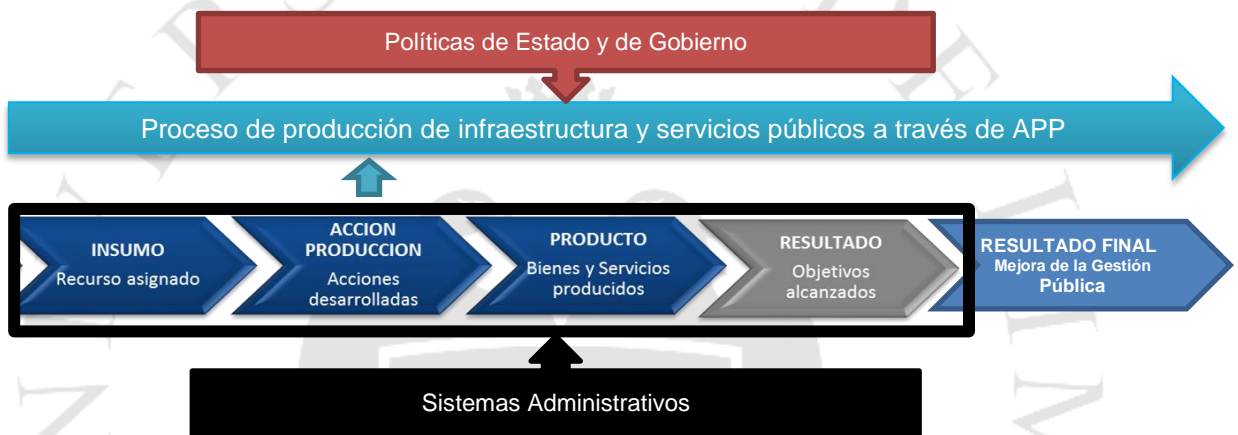 Políticas de Estado y de Gobierno
Proceso de producción de infraestructura y servicios públicos a través de APP
INSUMO
Recurso asignado
ACCION
PRODUCCION
Acciones
desarrolladas
PRODUCTO
Bienes y Servicios
producidos
RESULTADO
Objetivos
alcanzados
RESULTADO FINAL
Mejora de la Gestión
Pública
Sistemas Administrativos